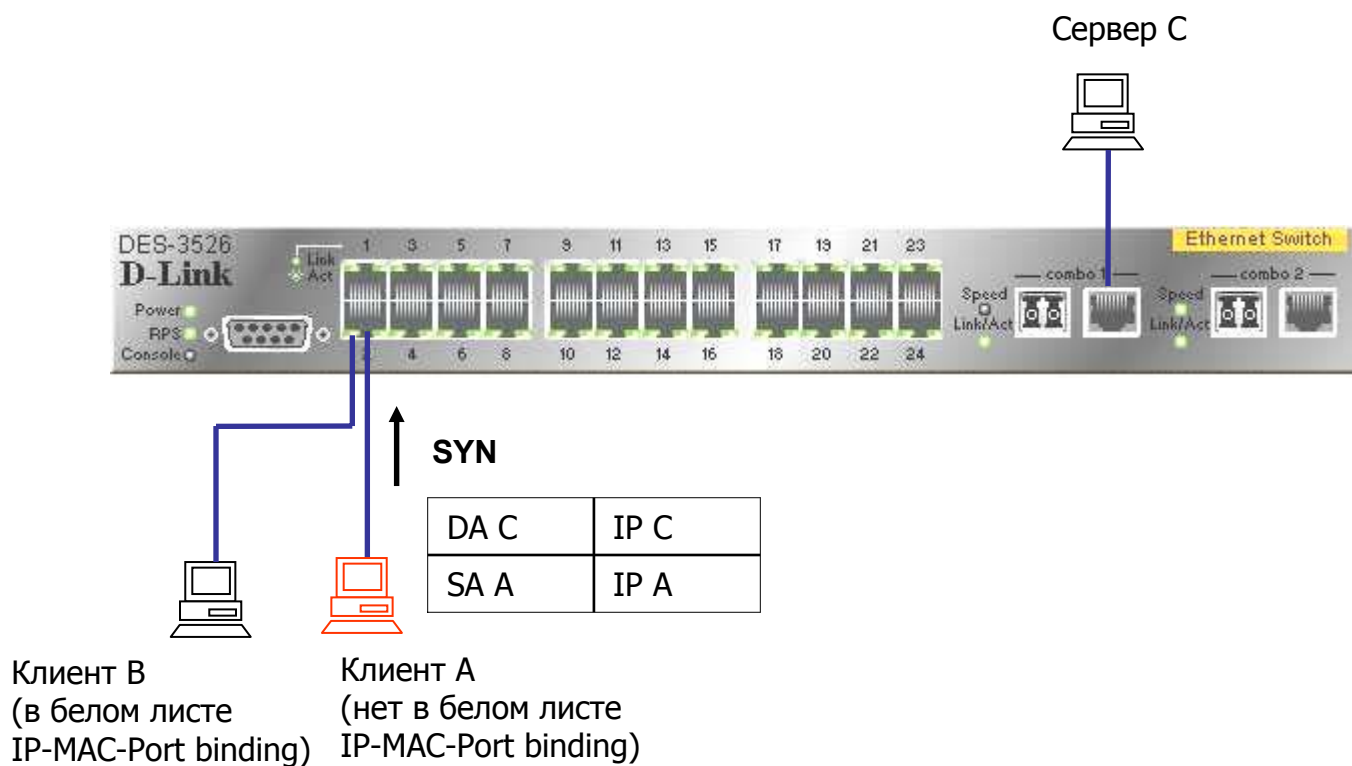 Сервер С
DES-3526
D-Link
Link
Act
1 3 5 7 9 11 13 15 17 19 21 23
Ethernet Switch
combo 1
combo 2
Power
RPS
Console
Speed
Link/Act
Speed
Link/Act
2 4 6 8 10 12 14 16 18 20 22 24
SYN
DA C IP C
SA A IP A
Клиент В
(в белом листе
IP-MAC-Port binding)
Клиент А
(нет в белом листе
IP-MAC-Port binding)